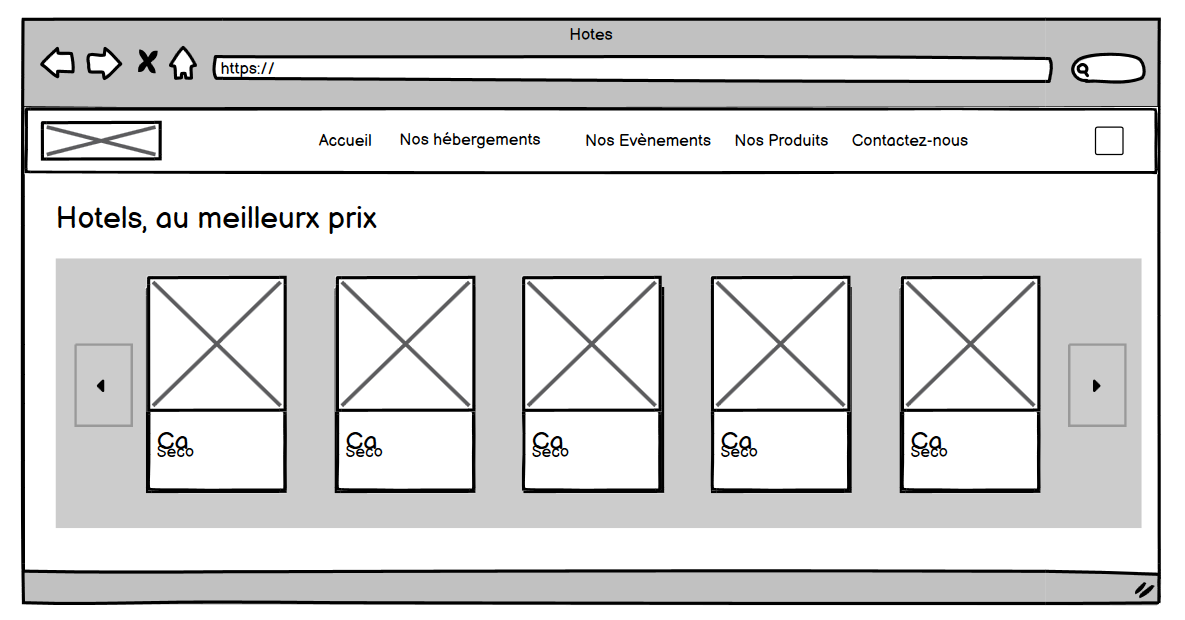 Hotes
https://
Accueil Nos hébergements Nos Evènements Nos Produits Contactez-nous
Hotels, au meilleurx prix
Ca Ca Ca Ca Ca
Seco Seco Seco Seco Seco